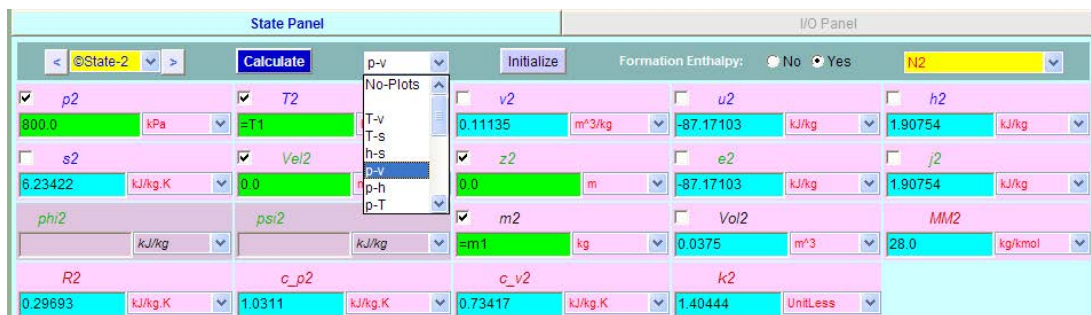 State Panel I/O Panel
< ©State-2 > Calculate p-v Initialize Formation Enthalpy: No Yes N2
No-Plots
T-v
T-s
h-s
p-v
p-h
p-T
p2 T2 v2 u2 h2
800.0 kPa =T1 0.11135 m^3/kg -87.17103 kJ/kg 1.90754 kJ/kg
s2 Vel2 z2 e2 j2
6.23422 kJ/kg.K 0.0 0.0 m -87.17103 kJ/kg 1.90754 kJ/kg
phi2 psi2 m2 Vol2 MM2
kJ/kg kJ/kg =m1 kg 0.0375 m^3 28.0 kg/kmol
R2 c_p2 c_v2 k2
0.29693 kJ/kg.K 1.0311 kJ/kg.K 0.73417 kJ/kg.K 1.40444 UnitLess